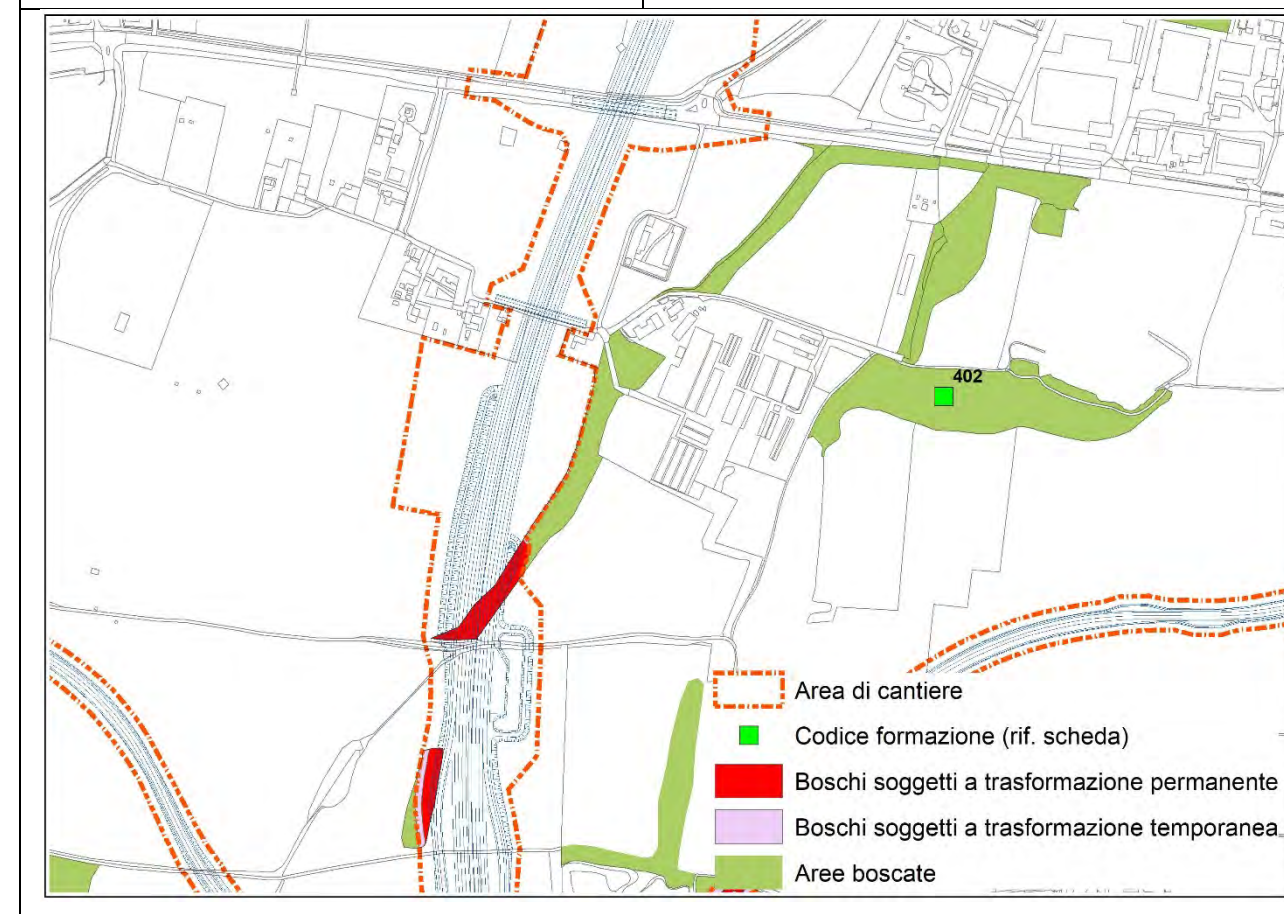 402
Area di cantiere
Codice formazione (rif. scheda)
Boschi soggetti a trasformazione permanente
Boschi soggetti a trasformazione temporanea
Aree boscate